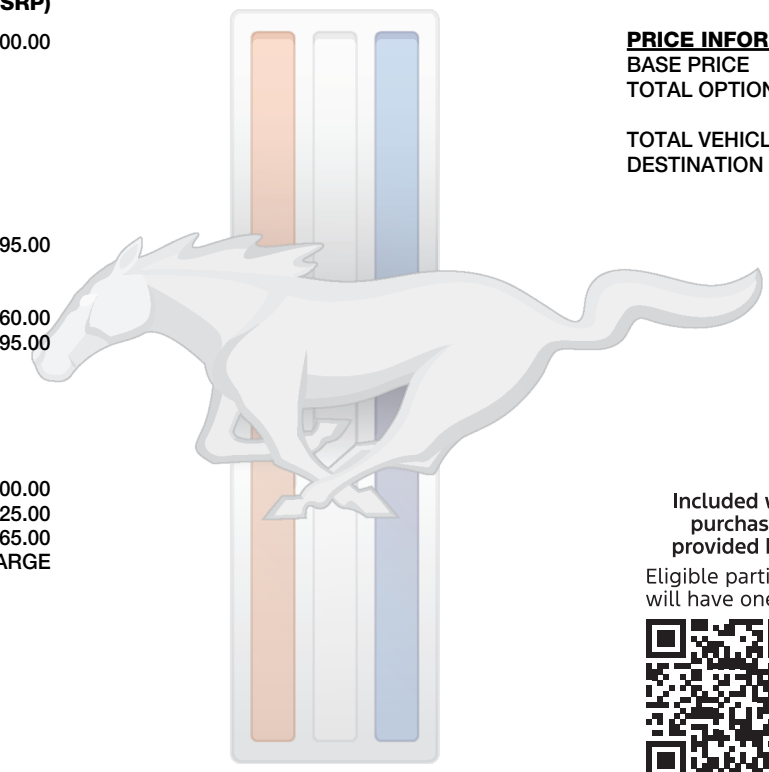 SRP)
00.00
95.00
60.00
95.00
00.00
25.00
65.00
ARGE
PRICE INFOR
BASE PRICE
TOTAL OPTION
TOTAL VEHICL
DESTINATION
Included w
purchas
provided b
Eligible parti
will have one